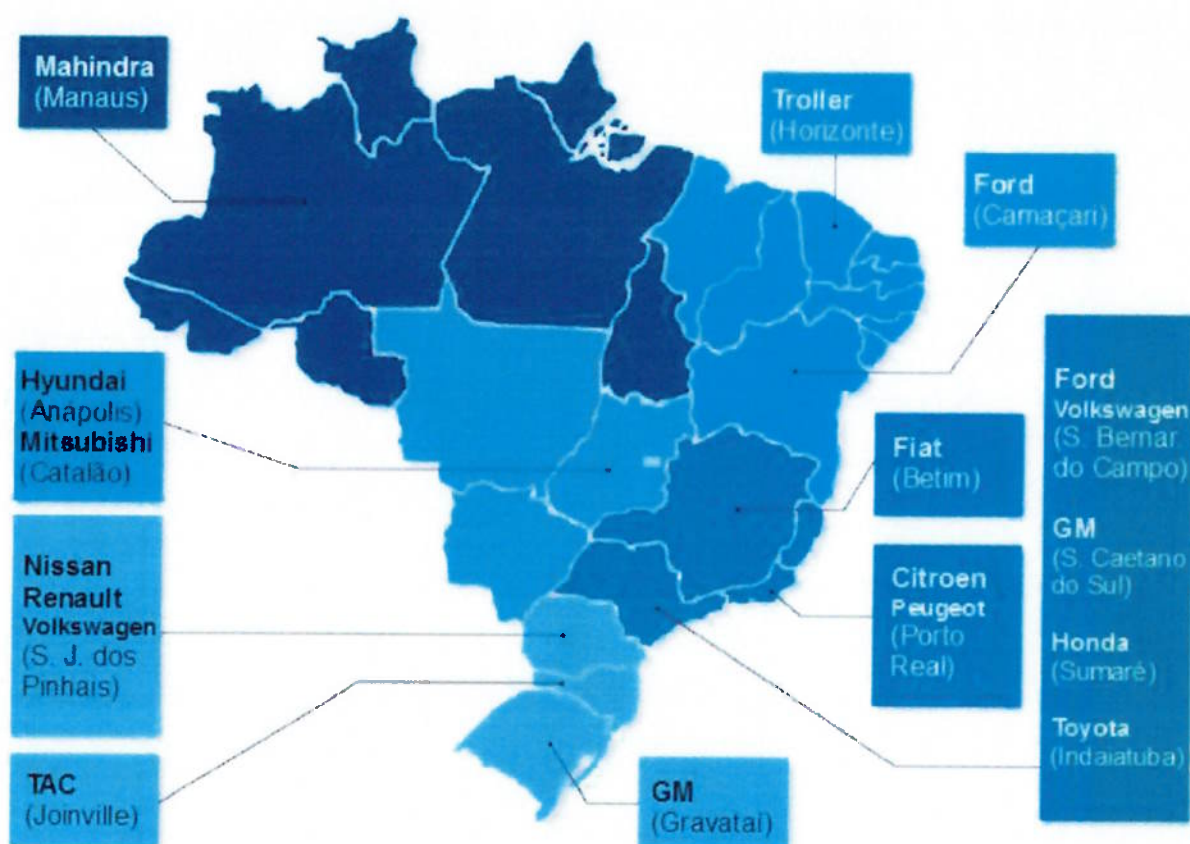 Mahindra
(Manaus)
Troller
(Horizonte)
Ford
(Camaçari)
Hyundai
(Anápolis)
Mitsubishi
(Catalão)
Ford
Volkswagen
(S. Bernar.
do Campo)
GM
(S. Caetano
do Sul)
Honda
(Sumaré)
Toyota
(Indaiatuba)
Fiat
(Betim)
Nissan
Renault
Volkswagen
(S. J. dos
Pinhais)
Citroen
Peugeot
(Porto
Real)
TAC
(Joinville)
GM
(Gravataí)